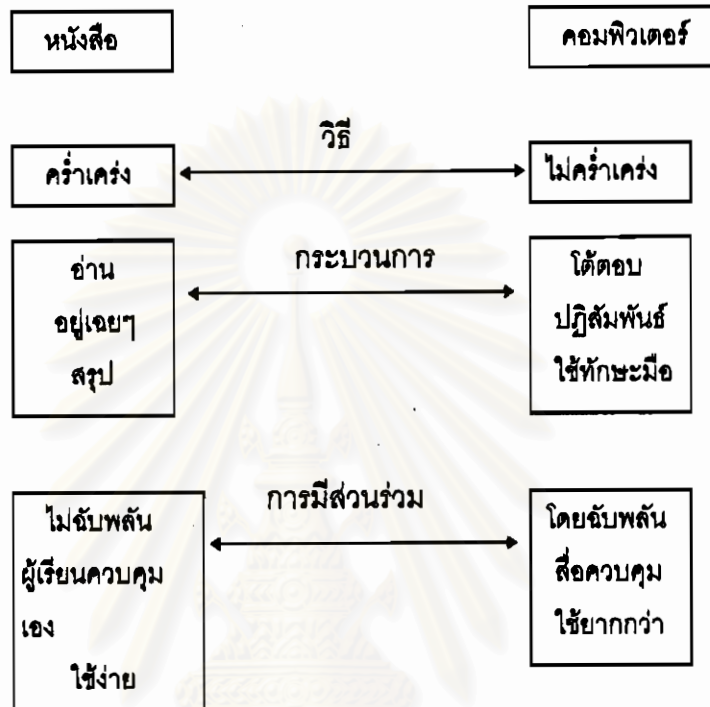 หนังสือ
คอมพิวเตอร์
วิธี
คร่ำเคร่ง
ไม่คร่ำเคร่ง
กระบวนการ
อ่าน
อยู่เฉยๆ
สรุป
โต้ตอบ
ปฏิสัมพันธ์
ใช้ทักษะมือ
การมีส่วนร่วม
ไม่ฉับพลัน
ผู้เรียนควบคุม
เอง
ใช้ง่าย
โดยฉับพลัน
สื่อควบคุม
ใช้ยากกว่า